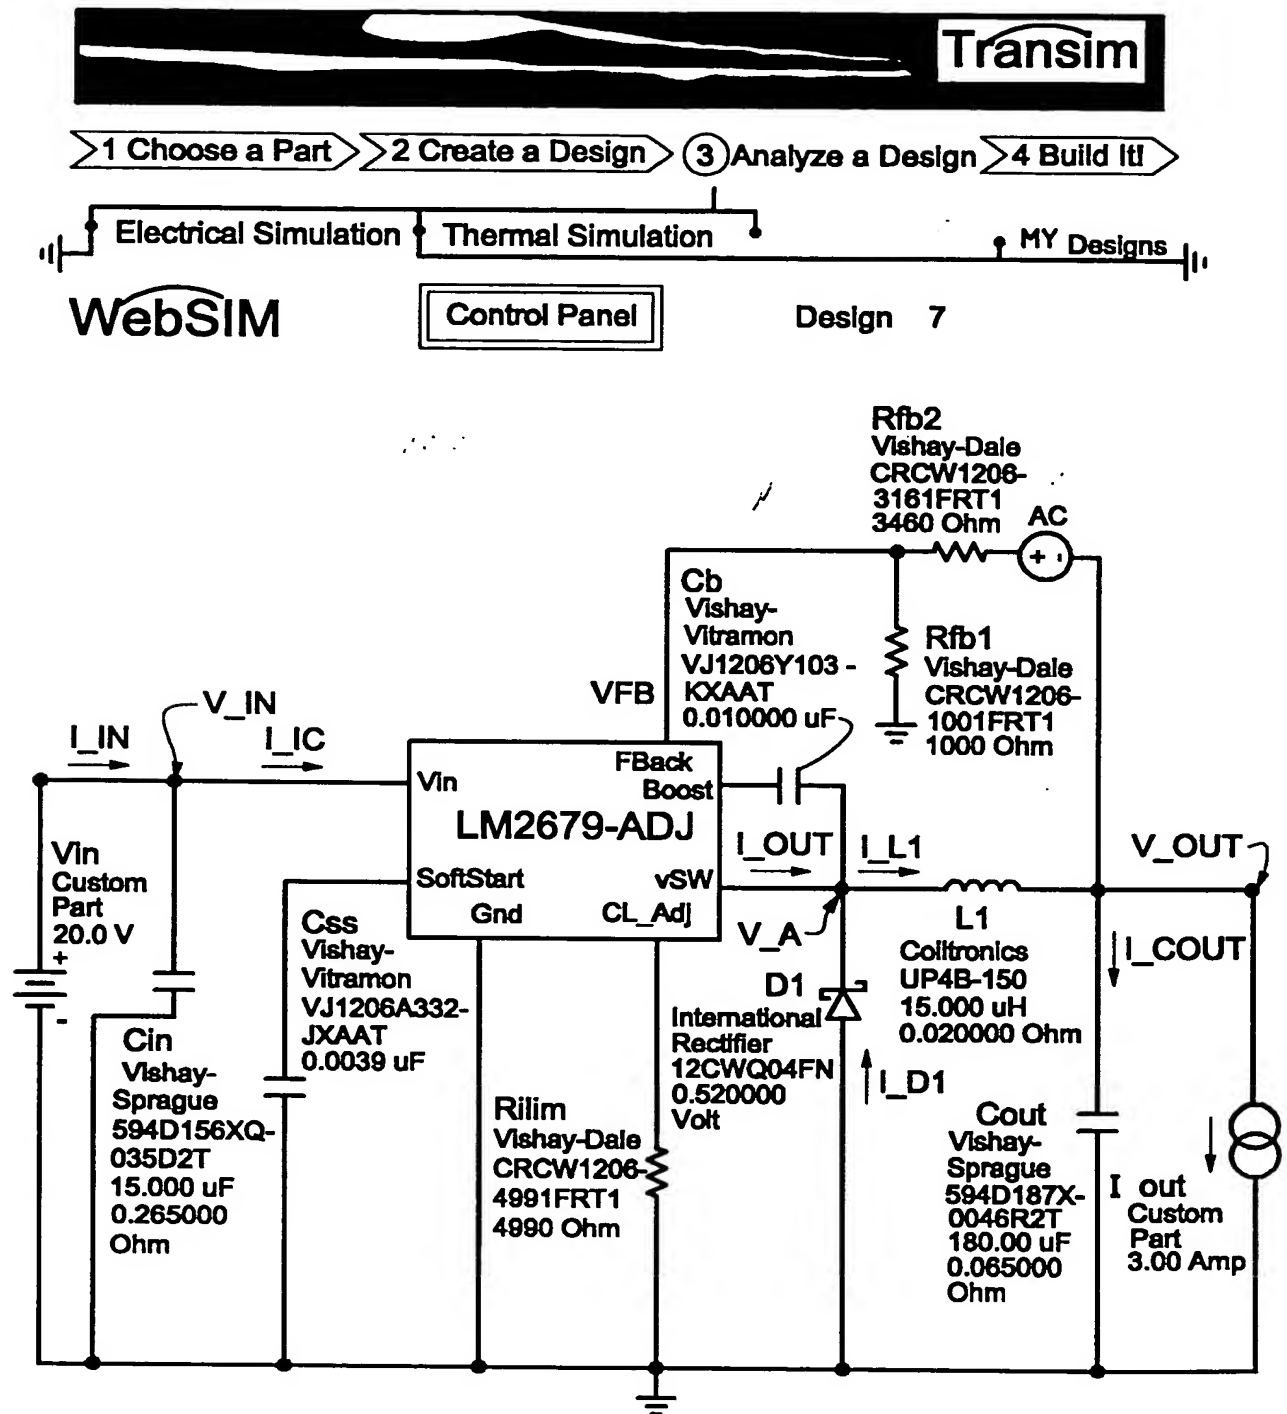 Transim
1 Choose a Part
2 Create a Design
3 Analyze a Design
4 Build It!
Electrical Simulation
Thermal Simulation
MY Designs
WebSIM
Control Panel
Design 7
Rfb2
Vishay-Dale
CRCW1206-
3161FRT1
3460 Ohm
AC
+ -
Cb
Vishay-
Vitramon
VJ1206Y103-
KXAAT
0.010000 uF
Rfb1
Vishay-Dale
CRCW1206-
1001FRT1
1000 Ohm
VFB
V_IN
I_IN
I_IC
Vin
FBack
Boost
LM2679-ADJ
SoftStart
vSW
Gnd
CL_Adj
I_OUT
I_L1
V_OUT
V_A
Vin
Custom
Part
20.0 V
+
-
Css
Vishay-
Vitramon
VJ1206A332-
JXAAT
0.0039 uF
L1
Coiltronics
UP4B-150
15.000 uH
0.020000 Ohm
I_COUT
D1
International
Rectifier
12CWQ04FN
0.520000
Volt
I_D1
Cin
Vishay-
Sprague
594D156XQ-
035D2T
15.000 uF
0.265000
Ohm
Rilim
Vishay-Dale
CRCW1206-
4991FRT1
4990 Ohm
Cout
Vishay-
Sprague
594D187X-
0046R2T
180.00 uF
0.065000
Ohm
I out
Custom
Part
3.00 Amp